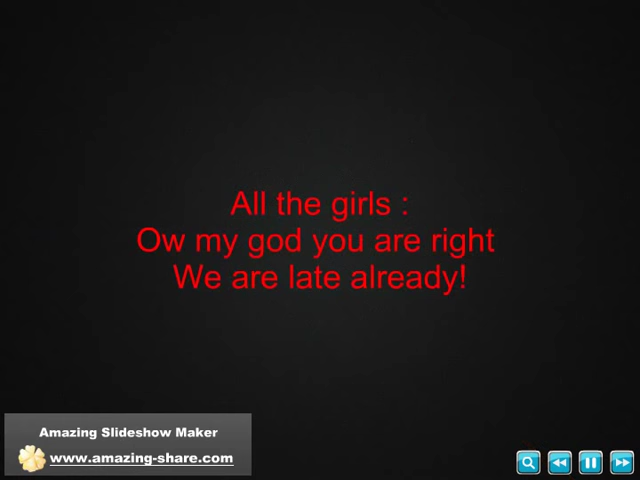 All the girls :
Ow my god you are right
We are late already!
Amazing Slideshow Maker
www.amazing-share.com